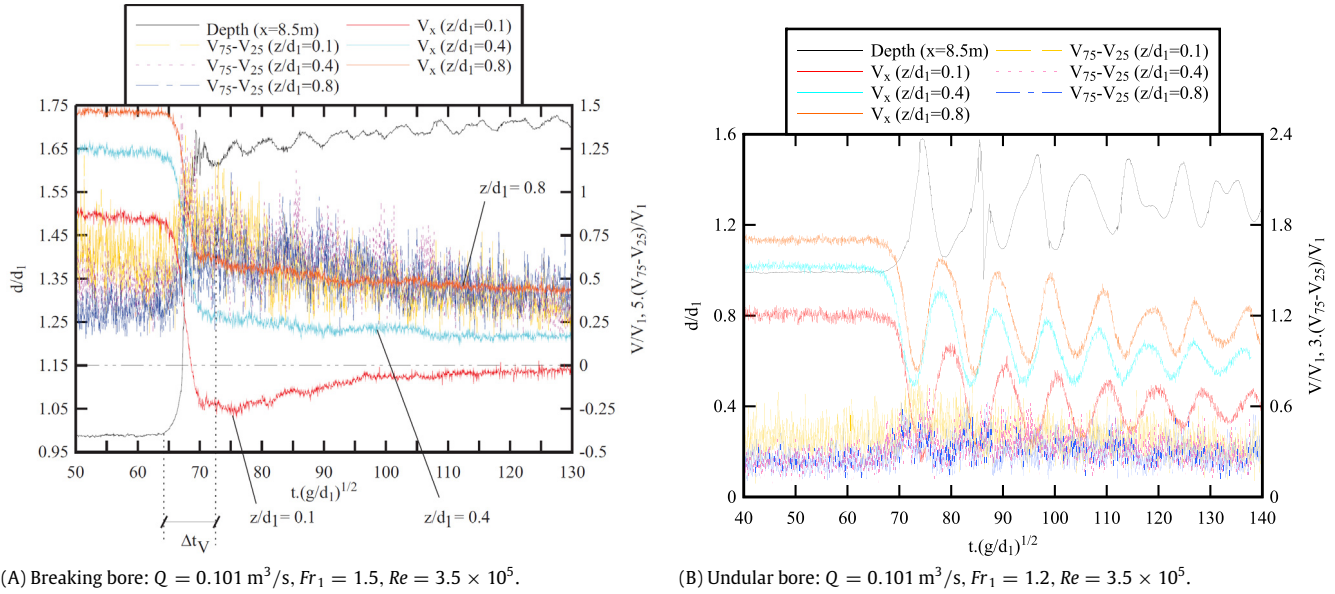 Depth (x=8.5m)
V75-V25 (z/d1=0.1)
V75-V25 (z/d1=0.4)
V75-V25 (z/d1=0.8)
Vx (z/d1=0.1)
Vx (z/d1=0.4)
Vx (z/d1=0.8)
1.75
1.65
1.55
1.45
1.35
1.25
1.15
1.05
0.95
d/d1
1.5
1.25
1
0.75
0.5
0.25
0
-0.25
-0.4
-0.5
V/V1, 5.(V75-V25)/V1
z/d1= 0.8
50 60 70 80 90 100 110 120 130
t.(g/d1)1/2
z/d1= 0.1
z/d1= 0.4
ΔtV
(A) Breaking bore: Q = 0.101 m3/s, Fr1 = 1.5, Re = 3.5 × 105.
Depth (x=8.5m)
Vx (z/d1=0.1)
Vx (z/d1=0.4)
Vx (z/d1=0.8)
V75-V25 (z/d1=0.1)
V75-V25 (z/d1=0.4)
V75-V25 (z/d1=0.8)
1.6
1.2
0.8
0.4
0
d/d1
2.4
1.8
1.2
0.6
0
V/V1, 3.(V75-V25)/V1
40 50 60 70 80 90 100 110 120 130 140
t.(g/d1)1/2
(B) Undular bore: Q = 0.101 m3/s, Fr1 = 1.2, Re = 3.5 × 105.